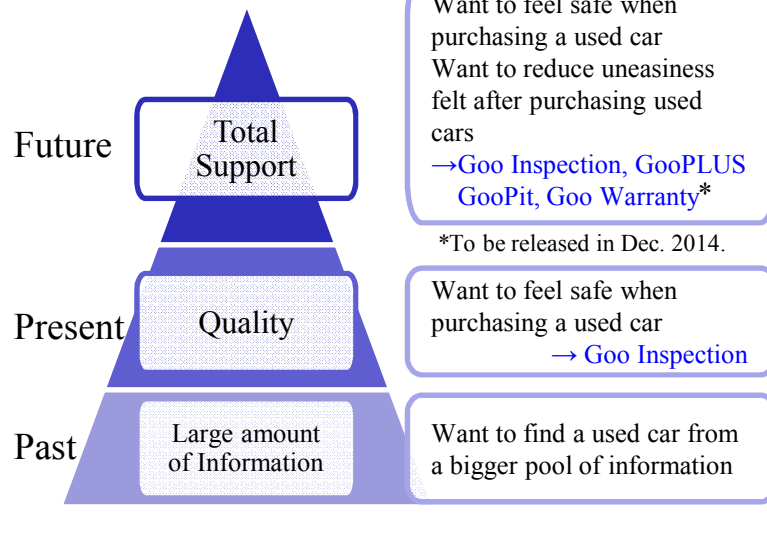 Want to feel safe when
purchasing a used car
Want to reduce uneasiness
felt after purchasing used
cars
→Goo Inspection, GooPLUS
GooPit, Goo Warranty*
*To be released in Dec. 2014.
Future
Total
Support
Want to feel safe when
purchasing a used car
→ Goo Inspection
Present
Quality
Want to find a used car from
a bigger pool of information
Past
Large amount
of Information